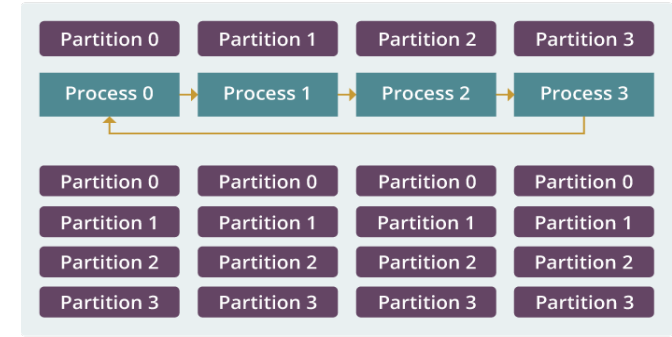 Partition 0 Partition 1 Partition 2 Partition 3
Process 0 Process 1 Process 2 Process 3
Partition 0 Partition 0 Partition 0 Partition 0
Partition 1 Partition 1 Partition 1 Partition 1
Partition 2 Partition 2 Partition 2 Partition 2
Partition 3 Partition 3 Partition 3 Partition 3